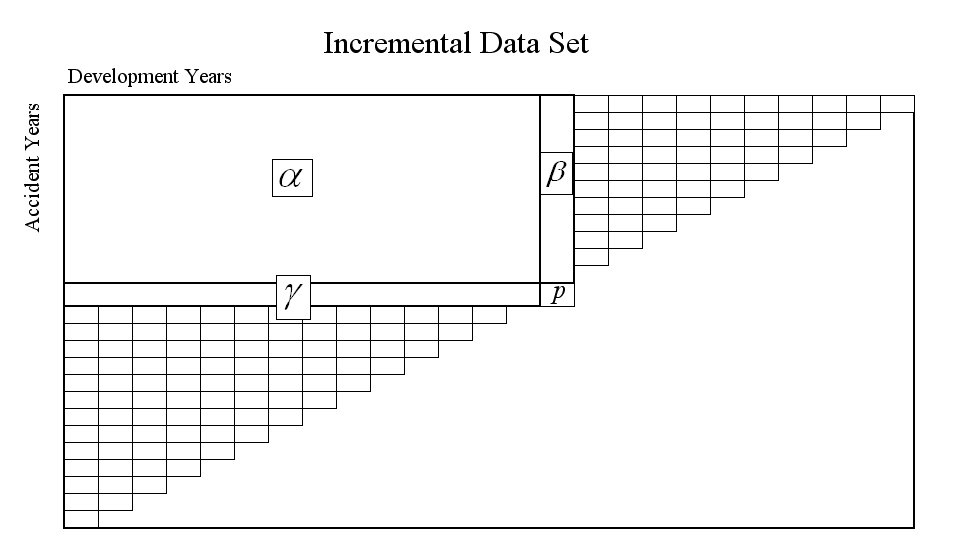 Incremental Data Set
Development Years
Accident Years
α
β
γ
p